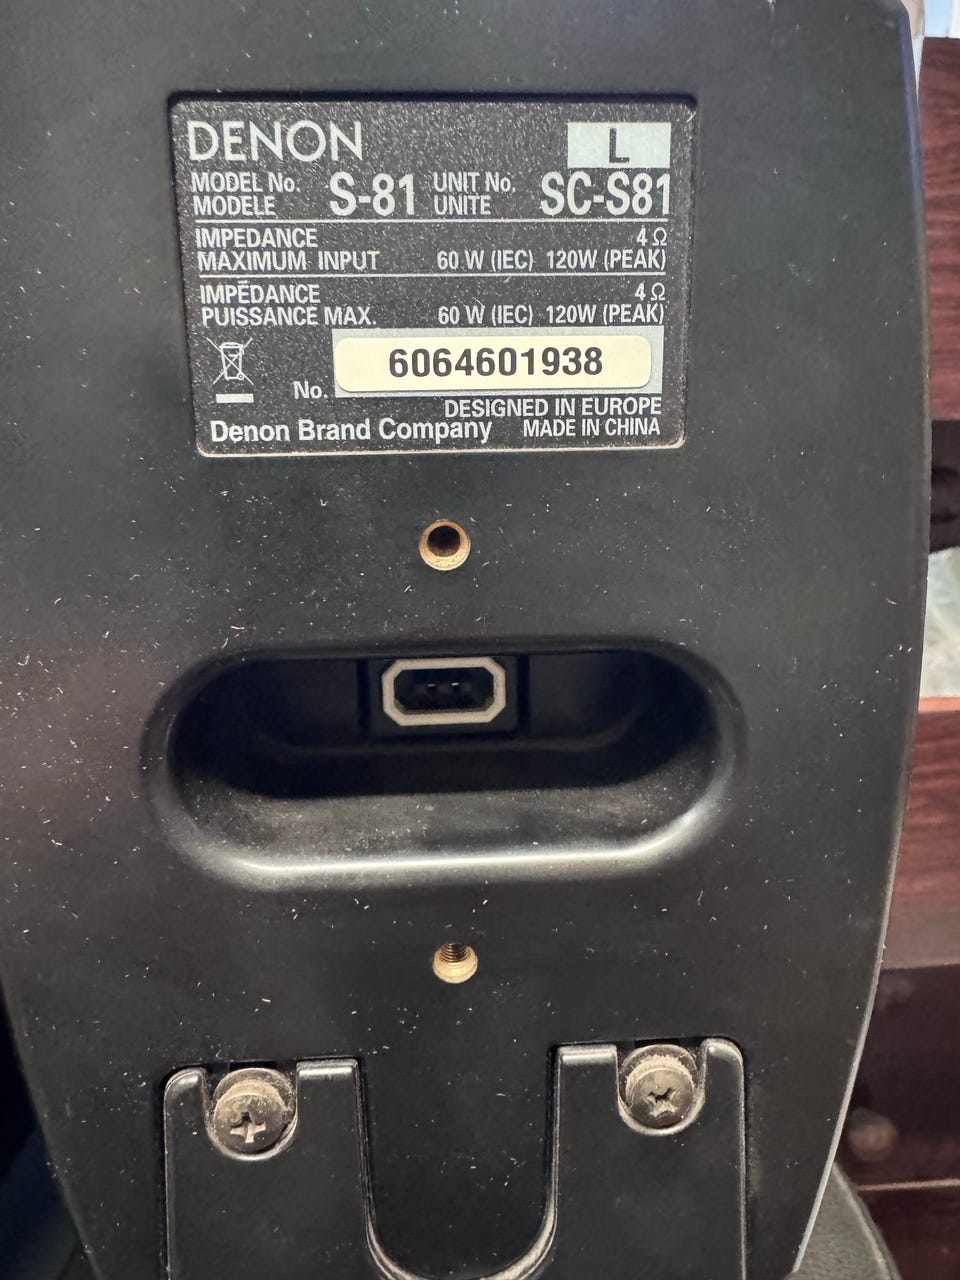 DENON L
MODEL No. S-81 UNIT No. SC-S81
MODELE UNITE
IMPEDANCE 4 Ω
MAXIMUM INPUT 60 W (IEC) 120W (PEAK)
IMPĒDANCE 4 Ω
PUISSANCE MAX. 60 W (IEC) 120W (PEAK)
No. 6064601938
DESIGNED IN EUROPE
Denon Brand Company MADE IN CHINA